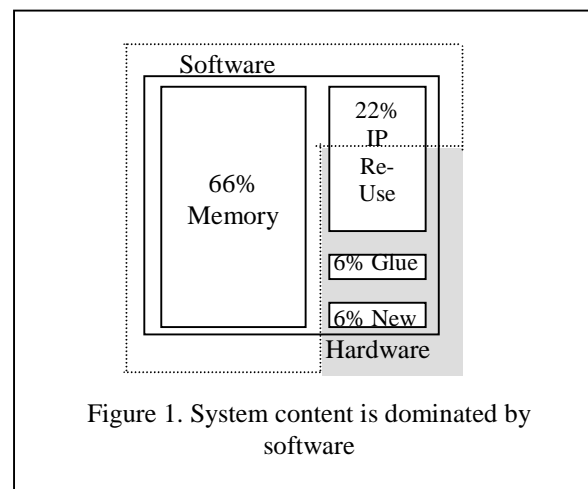 Software
66%
Memory
22%
IP
Re-
Use
6% Glue
6% New
Hardware
Figure 1. System content is dominated by
software